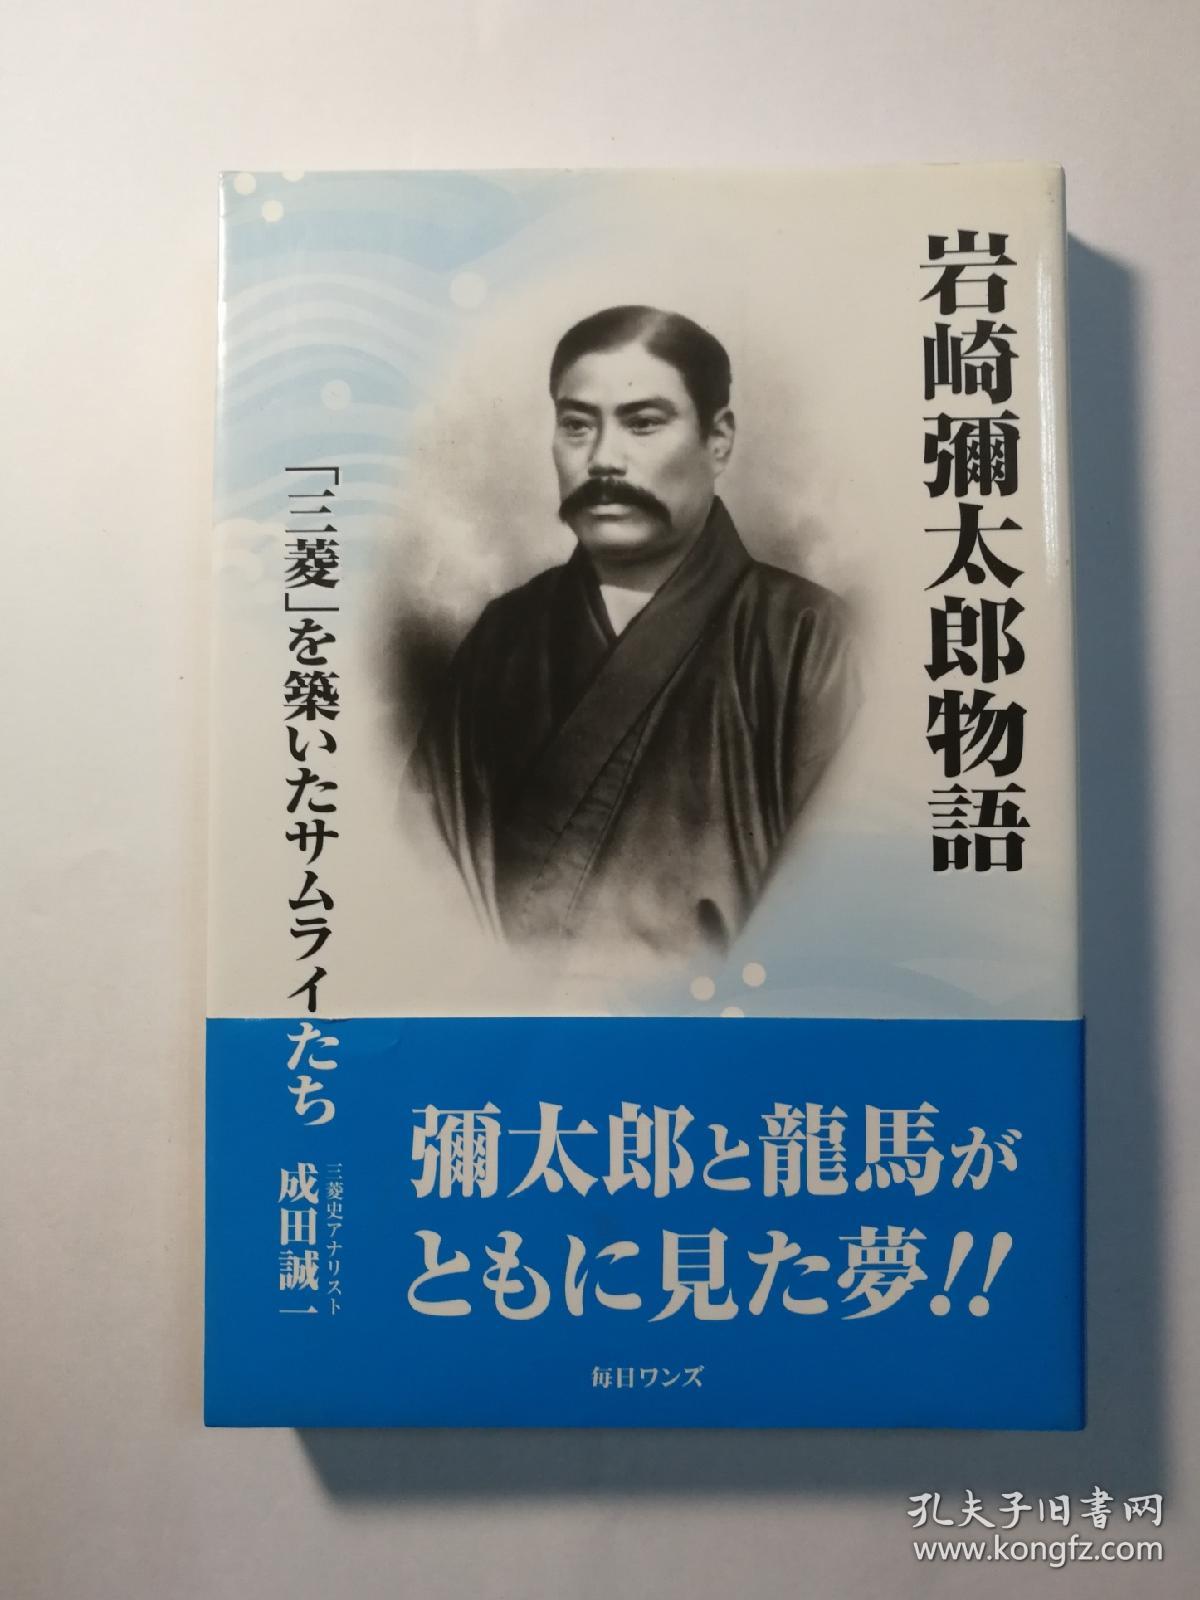 岩崎彌太郎物語
「三菱」を築いたサムライたち
三菱史アナリスト
成田誠一
彌太郎と龍馬が
ともに見た夢!!
毎日ワンズ
孔夫子旧书网
www.kongfz.com